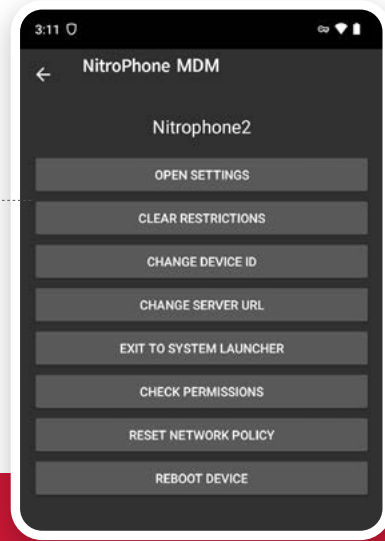 3:11
NitroPhone MDM
Nitrophone2
OPEN SETTINGS
CLEAR RESTRICTIONS
CHANGE DEVICE ID
CHANGE SERVER URL
EXIT TO SYSTEM LAUNCHER
CHECK PERMISSIONS
RESET NETWORK POLICY
REBOOT DEVICE